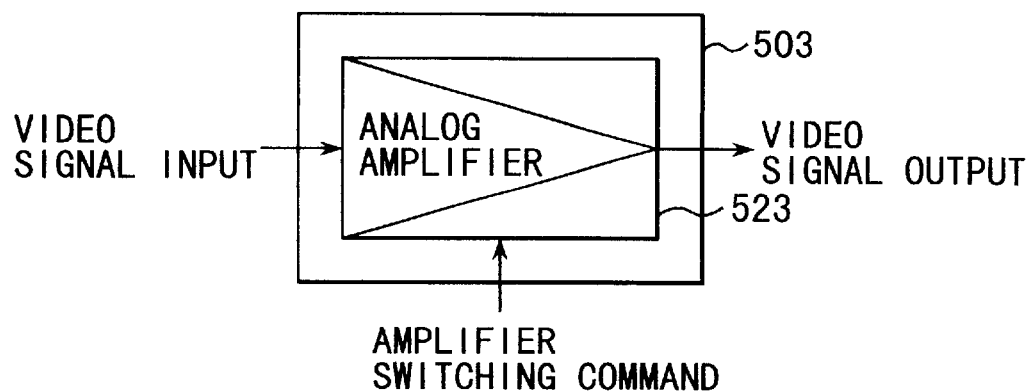 503
VIDEO
SIGNAL INPUT
ANALOG
AMPLIFIER
VIDEO
SIGNAL OUTPUT
523
AMPLIFIER
SWITCHING COMMAND